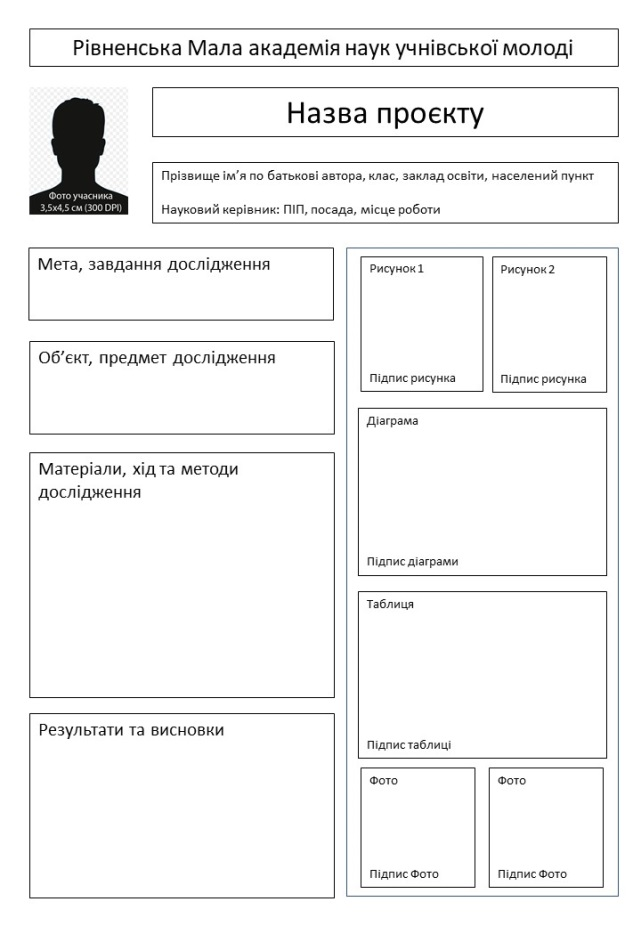 Рівненська Мала академія наук учнівської молоді
Фото учасника
3,5х4,5 см (300 DPI)
Назва проєкту
Прізвище ім’я по батькові автора, клас, заклад освіти, населений пункт
Науковий керівник: ПІП, посада, місце роботи
Мета, завдання дослідження
Об’єкт, предмет дослідження
Матеріали, хід та методи
дослідження
Результати та висновки
Рисунок 1
Підпис рисунка
Рисунок 2
Підпис рисунка
Діаграма
Підпис діаграми
Таблиця
Підпис таблиці
Фото
Підпис Фото
Фото
Підпис Фото